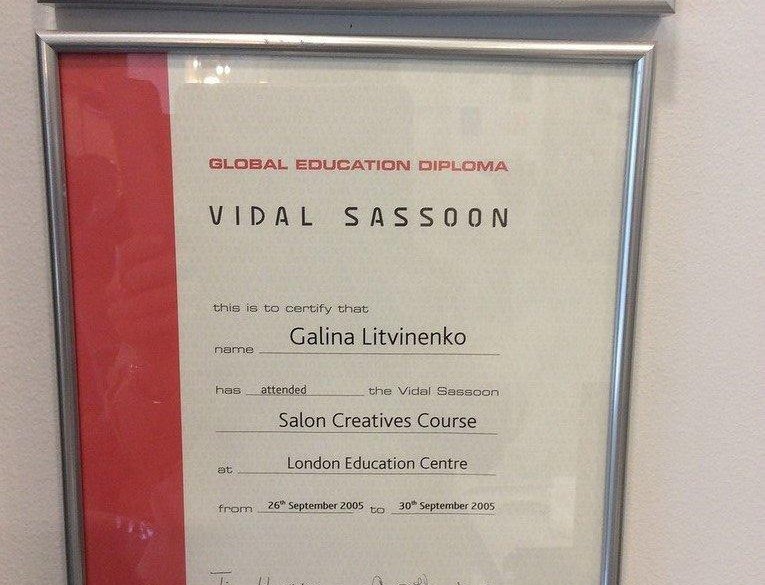 GLOBAL EDUCATION DIPLOMA
VIDAL SASSOON
this is to certify that
name Galina Litvinenko
has attended the Vidal Sassoon
Salon Creatives Course
at London Education Centre
from 26th September 2005 to 30th September 2005